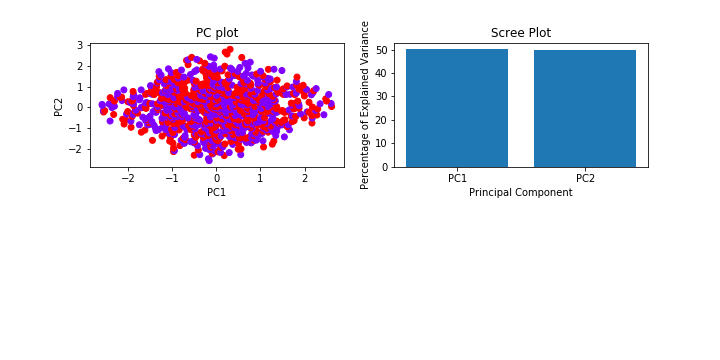 PC plot
3
2
1
0
−1
−2
PC2
−2 −1 0 1 2
PC1
Scree Plot
50
40
30
20
10
0
Percentage of Explained Variance
PC1 PC2
Principal Component